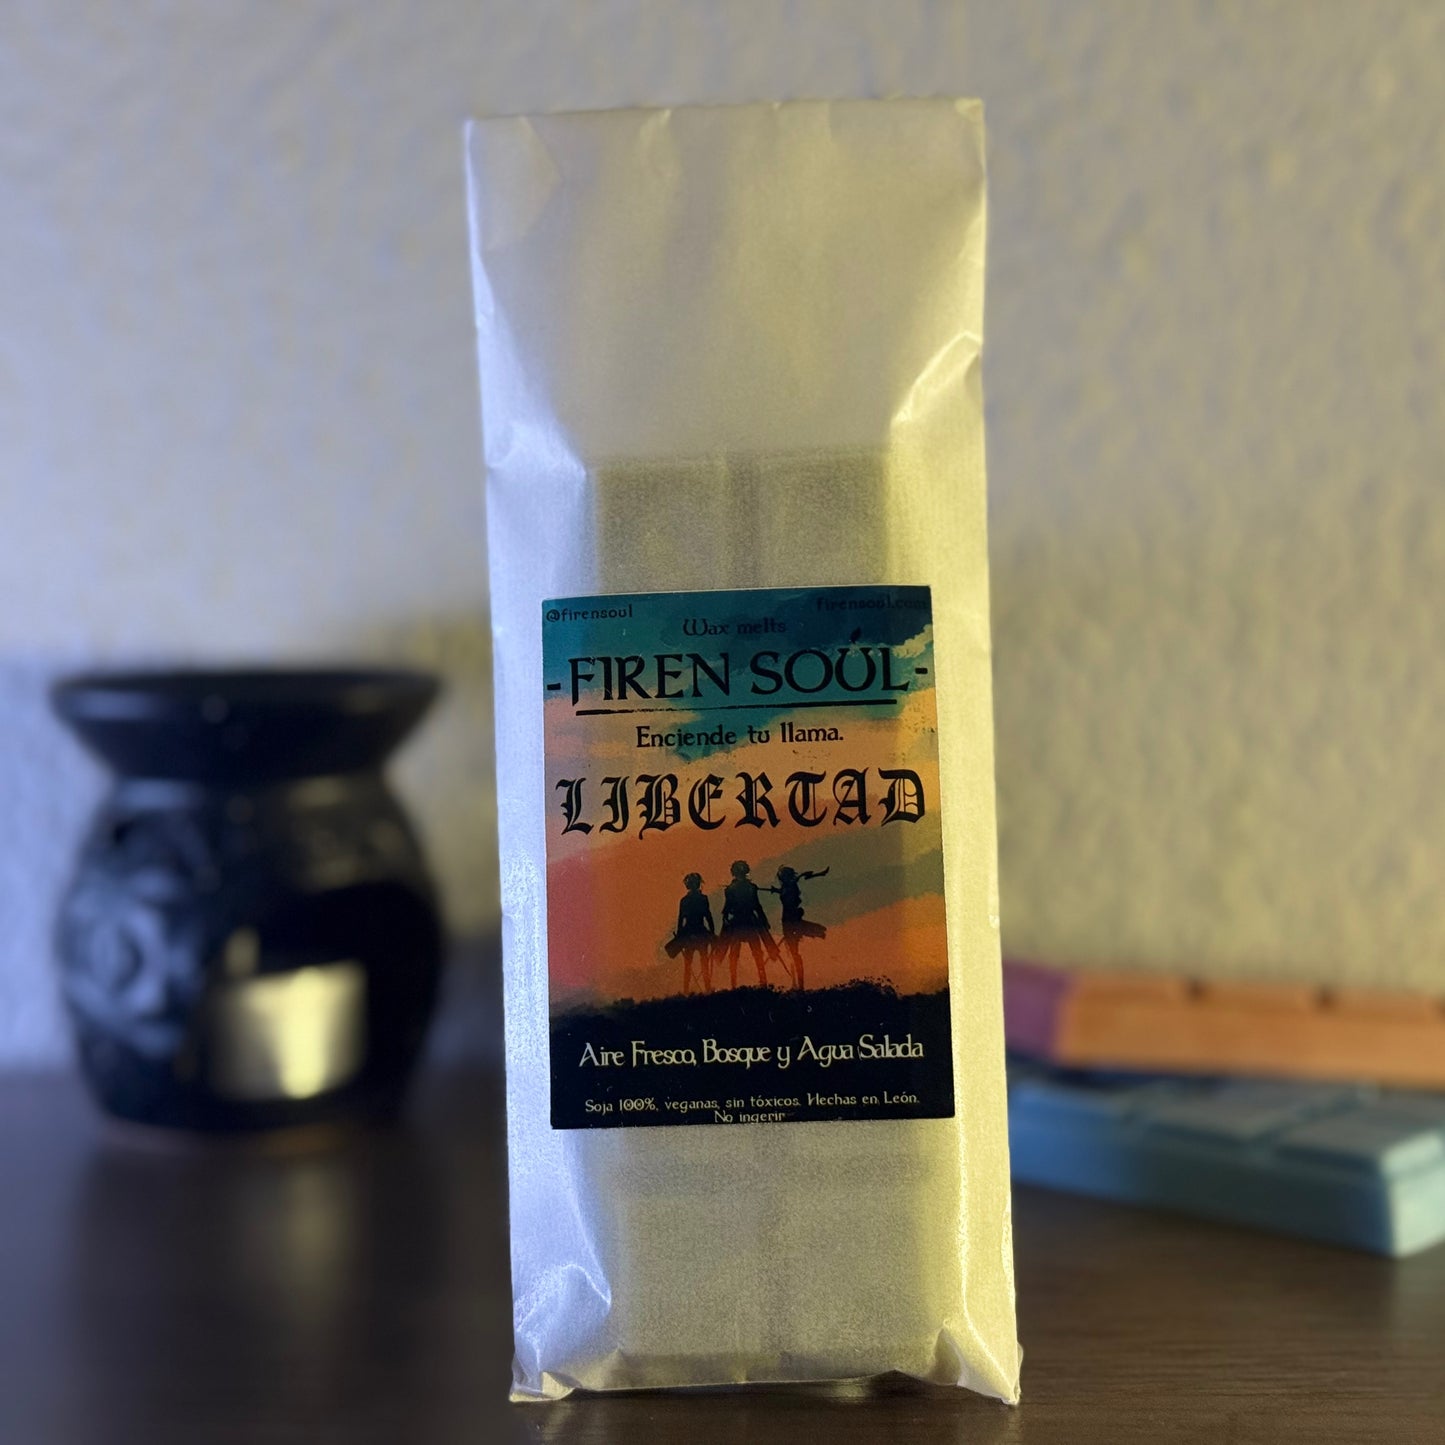 @firensoul
firensoul.com
Wax melts
-FIREN SOUL-
Enciende tu llama.
LIBERTAD
Aire Fresco, Bosque y Agua Salada
Soja 100%, veganas, sin tóxicos. Hechas en León.
No ingerir